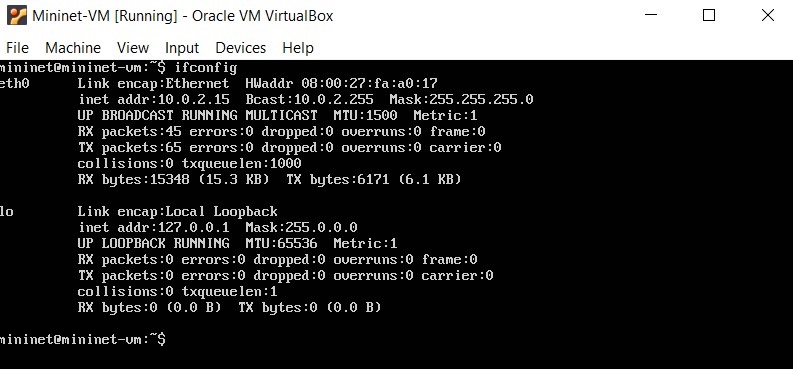 Mininet-VM [Running] - Oracle VM VirtualBox
File Machine View Input Devices Help
mininet@mininet-vm:~$ ifconfig
eth0 Link encap:Ethernet HWaddr 08:00:27:fa:a0:17
inet addr:10.0.2.15 Bcast:10.0.2.255 Mask:255.255.255.0
UP BROADCAST RUNNING MULTICAST MTU:1500 Metric:1
RX packets:45 errors:0 dropped:0 overruns:0 frame:0
TX packets:65 errors:0 dropped:0 overruns:0 carrier:0
collisions:0 txqueuelen:1000
RX bytes:15348 (15.3 KB) TX bytes:6171 (6.1 KB)
lo Link encap:Local Loopback
inet addr:127.0.0.1 Mask:255.0.0.0
UP LOOPBACK RUNNING MTU:65536 Metric:1
RX packets:0 errors:0 dropped:0 overruns:0 frame:0
TX packets:0 errors:0 dropped:0 overruns:0 carrier:0
collisions:0 txqueuelen:1
RX bytes:0 (0.0 B) TX bytes:0 (0.0 B)
mininet@mininet-vm:~$